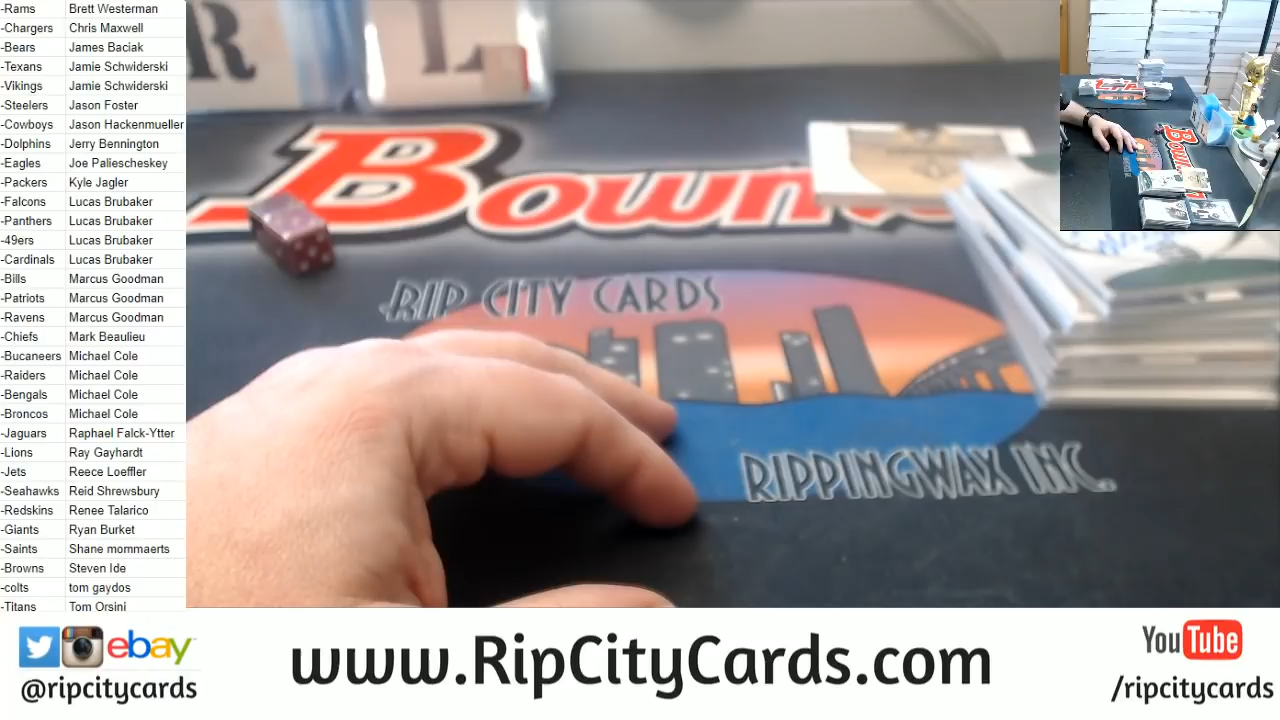 -Rams Brett Westerman
-Chargers Chris Maxwell
-Bears James Baciak
-Texans Jamie Schwiderski
-Vikings Jamie Schwiderski
-Steelers Jason Foster
-Cowboys Jason Hackenmueller
-Dolphins Jerry Bennington
-Eagles Joe Paliescheskey
-Packers Kyle Jagler
-Falcons Lucas Brubaker
-Panthers Lucas Brubaker
-49ers Lucas Brubaker
-Cardinals Lucas Brubaker
-Bills Marcus Goodman
-Patriots Marcus Goodman
-Ravens Marcus Goodman
-Chiefs Mark Beaulieu
-Bucaneers Michael Cole
-Raiders Michael Cole
-Bengals Michael Cole
-Broncos Michael Cole
-Jaguars Raphael Falck-Ytter
-Lions Ray Gayhardt
-Jets Reece Loeffler
-Seahawks Reid Shrewsbury
-Redskins Renee Talarico
-Giants Ryan Burket
-Saints Shane mommaerts
-Browns Steven Ide
-colts tom gaydos
-Titans Tom Orsini
R L
Bowm
RIP CITY CARDS
RIPPINGWAX INC.
ebay
@ripcitycards
www.RipCityCards.com
YouTube
/ripcitycards